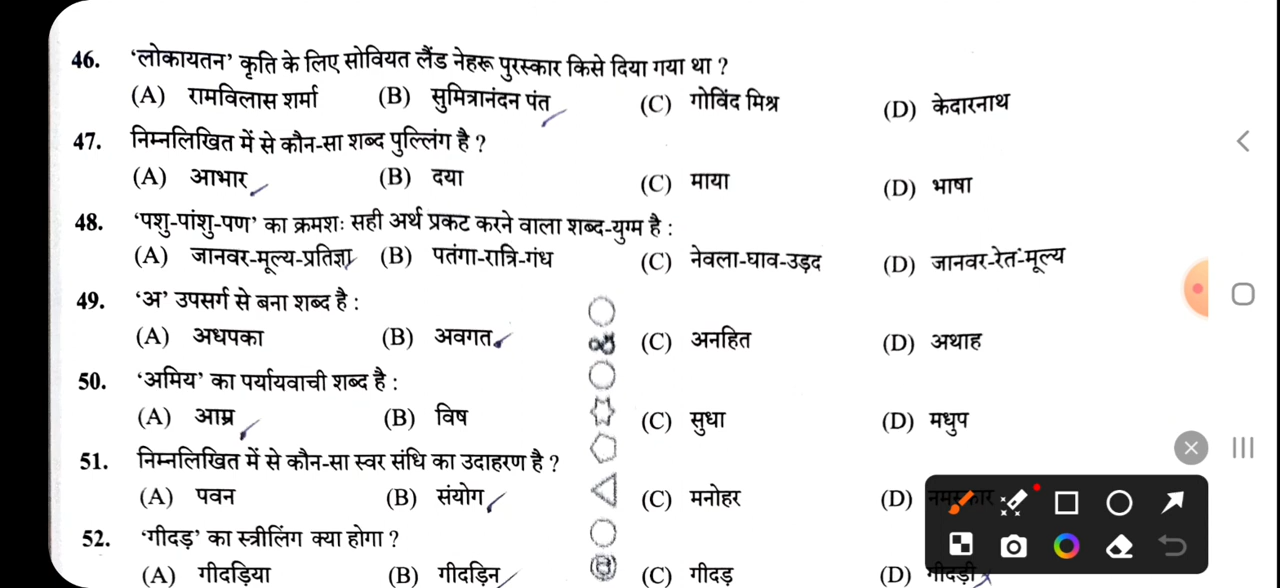 46. 'लोकायतन' कृति के लिए सोवियत लैंड नेहरू पुरस्कार किसे दिया गया था ?
(A) रामविलास शर्मा (B) सुमित्रानंदन पंत (C) गोविंद मिश्र (D) केदारनाथ
47. निम्नलिखित में से कौन-सा शब्द पुल्लिंग है ?
(A) आभार (B) दया (C) माया (D) भाषा
48. 'पशु-पांशु-पण' का क्रमशः सही अर्थ प्रकट करने वाला शब्द-युग्म है :
(A) जानवर-मूल्य-प्रतिज्ञा (B) पतंगा-रात्रि-गंध (C) नेवला-घाव-उड़द (D) जानवर-रेत-मूल्य
49. 'अ' उपसर्ग से बना शब्द है :
(A) अधपका (B) अवगत (C) अनहित (D) अथाह
50. 'अमिय' का पर्यायवाची शब्द है :
(A) आम्र (B) विष (C) सुधा (D) मधुप
51. निम्नलिखित में से कौन-सा स्वर संधि का उदाहरण है ?
(A) पवन (B) संयोग (C) मनोहर (D) नमस्कार
52. 'गीदड़' का स्त्रीलिंग क्या होगा ?
(A) गीदड़िया (B) गीदड़िन (C) गीदड़ (D) गीदड़ी